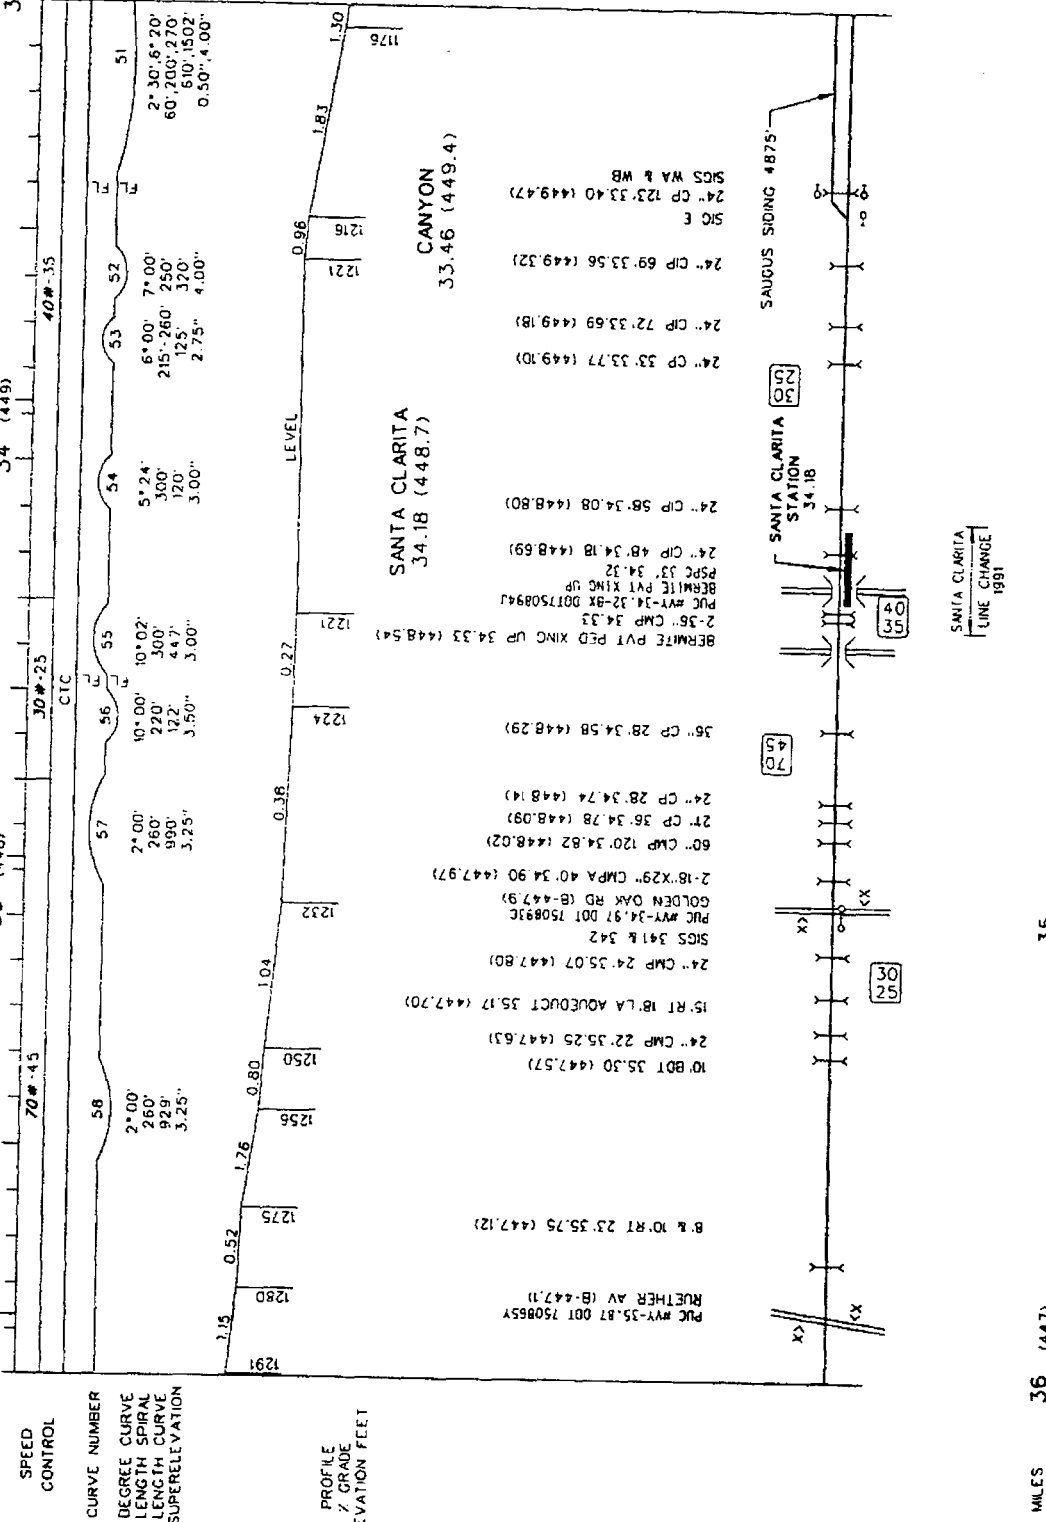 SPEED
CONTROL
70#-45
30#-25
40#-35
CTC
CURVE NUMBER
58
57
56
55
54
53
52
51
FL
FL
FL
FL
DEGREE CURVE
LENGTH SPIRAL
LENGTH CURVE
SUPERELEVATION
2°00'
260'
929'
3.25"
2°00'
260'
990'
3.25"
10°00'
220'
122'
3.50"
10°02'
300'
447'
3.00"
5°24'
300'
120'
3.00"
6°00'
215'-260'
125'
2.75"
7°00'
250'
320'
4.00"
2°30',6°20'
60',200',270'
610',1502'
0.50",4.00"
PROFILE
% GRADE
EVATION FEET
1.15
0.52
1.76
0.80
1.04
0.38
0.27
LEVEL
0.96
1.83
1.30
1291
1280
1275
1256
1250
1232
1224
1221
1221
1216
1176
SANTA CLARITA
34.18 (448.7)
CANYON
33.46 (449.4)
PUC #VY-35.87 DOT 750865Y
RUETHER AV (B-447.1)
8' & 10' RT 23' 35.75 (447.12)
10' BDT 35.30 (447.57)
24" CMP 22' 35.25 (447.63)
15' RT 18' LA AQUEDUCT 35.17 (447.70)
24" CMP 24' 35.07 (447.80)
SIGS 341 & 342
PUC #VY-34.97 DOT 750893C
GOLDEN OAK RD (B-447.9)
2-18"X29" CMPA 40' 34.90 (447.97)
60" CMP 120' 34.82 (448.02)
36' 34.78 (448.09)
24" CP 28' 34.74 (448.14)
36" CP 28' 34.58 (448.29)
BERMITE PVT PED XING UP 34.33 (448.54)
2-36" CMP 34.33
PUC #VY-34.32-BX DOT750894J
BERMITE PVT XING UP
PSPC 33' 34.32
24" CIP 48' 34.18 (448.69)
24" CIP 58' 34.08 (448.80)
24" CP 33' 33.77 (449.10)
24" CIP 72' 33.69 (449.18)
24" CIP 69' 33.56 (449.32)
SIG E
24" CP 123' 33.40 (449.47)
SIGS WA & WB
SAUGUS SIDING 4875'
SANTA CLARITA
STATION
34.18
30
25
70
45
40
35
30
25
X
X
X
X
SANTA CLARITA
LINE CHANGE
1991
MILES
36 (447)
34 (449)